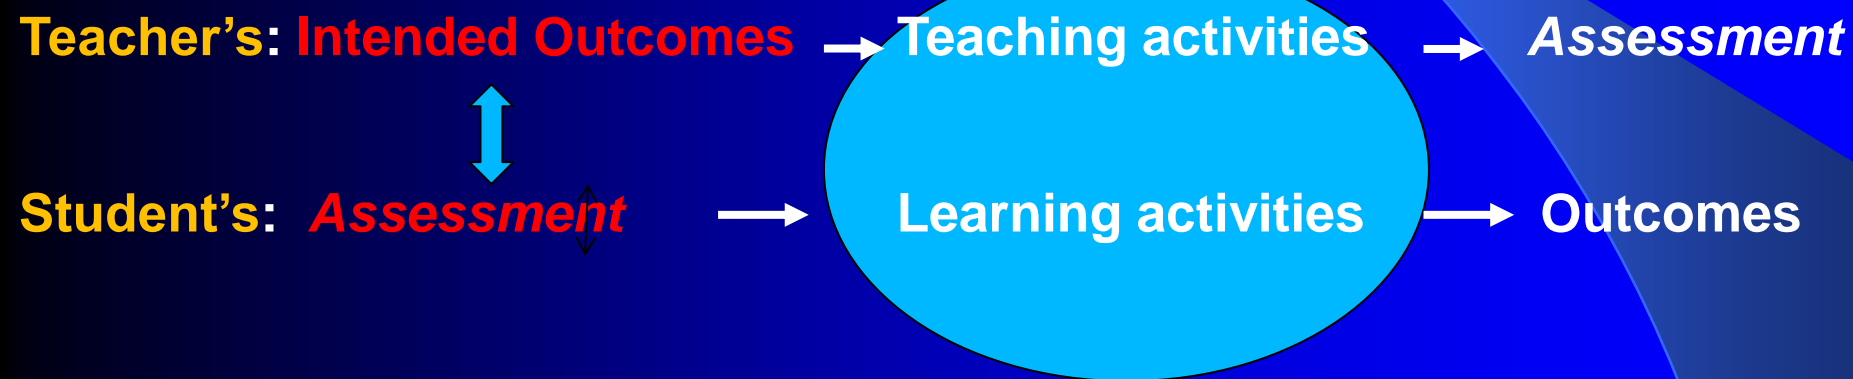 Teacher’s: Intended Outcomes Teaching activities Assessment
Student’s: Assessment Learning activities Outcomes